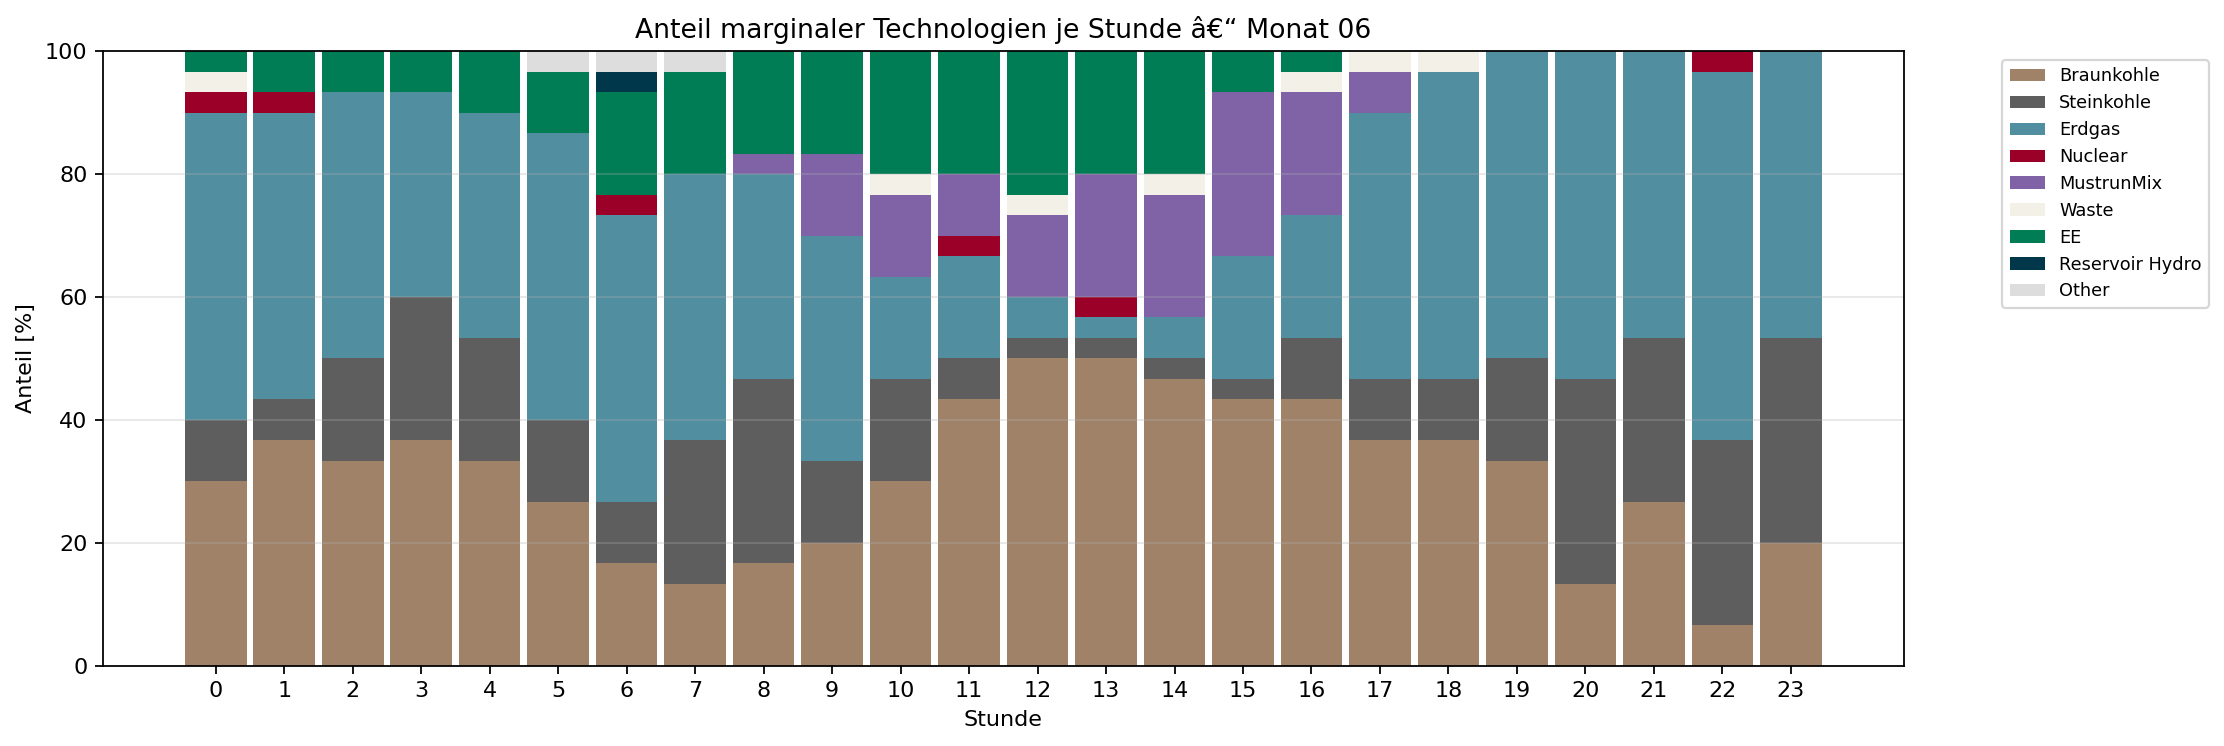 Anteil marginaler Technologien je Stunde â€“ Monat 06
Anteil [%]
100
80
60
40
20
0
0 1 2 3 4 5 6 7 8 9 10 11 12 13 14 15 16 17 18 19 20 21 22 23
Stunde
Braunkohle
Steinkohle
Erdgas
Nuclear
MustrunMix
Waste
EE
Reservoir Hydro
Other